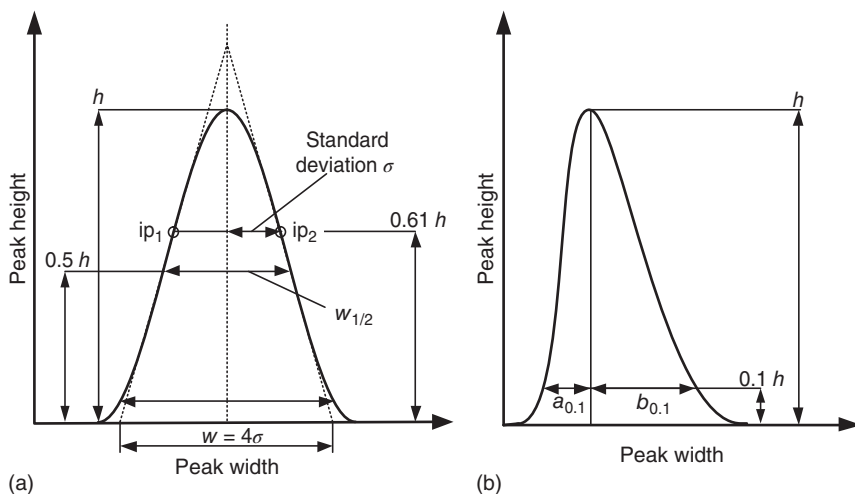 h
Standard
deviation σ
Peak height
ip₁
ip₂
0.61 h
0.5 h
w₁/₂
w = 4σ
Peak width
(a)
h
Peak height
0.1 h
a₀.₁
b₀.₁
Peak width
(b)